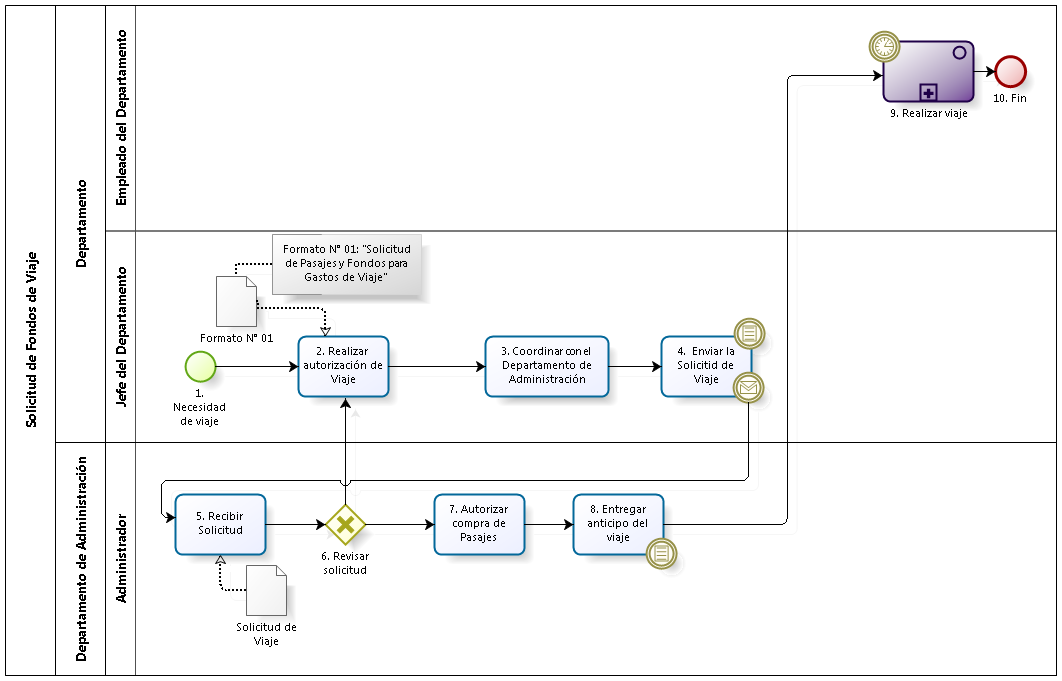 Solicitud de Fondos de Viaje
Departamento
Empleado del Departamento
9. Realizar viaje
10. Fin
Jefe del Departamento
Formato N° 01: "Solicitud
de Pasajes y Fondos para
Gastos de Viaje"
Formato N° 01
1.
Necesidad
de viaje
2. Realizar
autorización de
Viaje
3. Coordinar con el
Departamento de
Administración
4. Enviar la
Solicitid de
Viaje
Departamento de Administración
Administrador
5. Recibir
Solicitud
Solicitud de
Viaje
6. Revisar
solicitud
7. Autorizar
compra de
Pasajes
8. Entregar
anticipo del
viaje